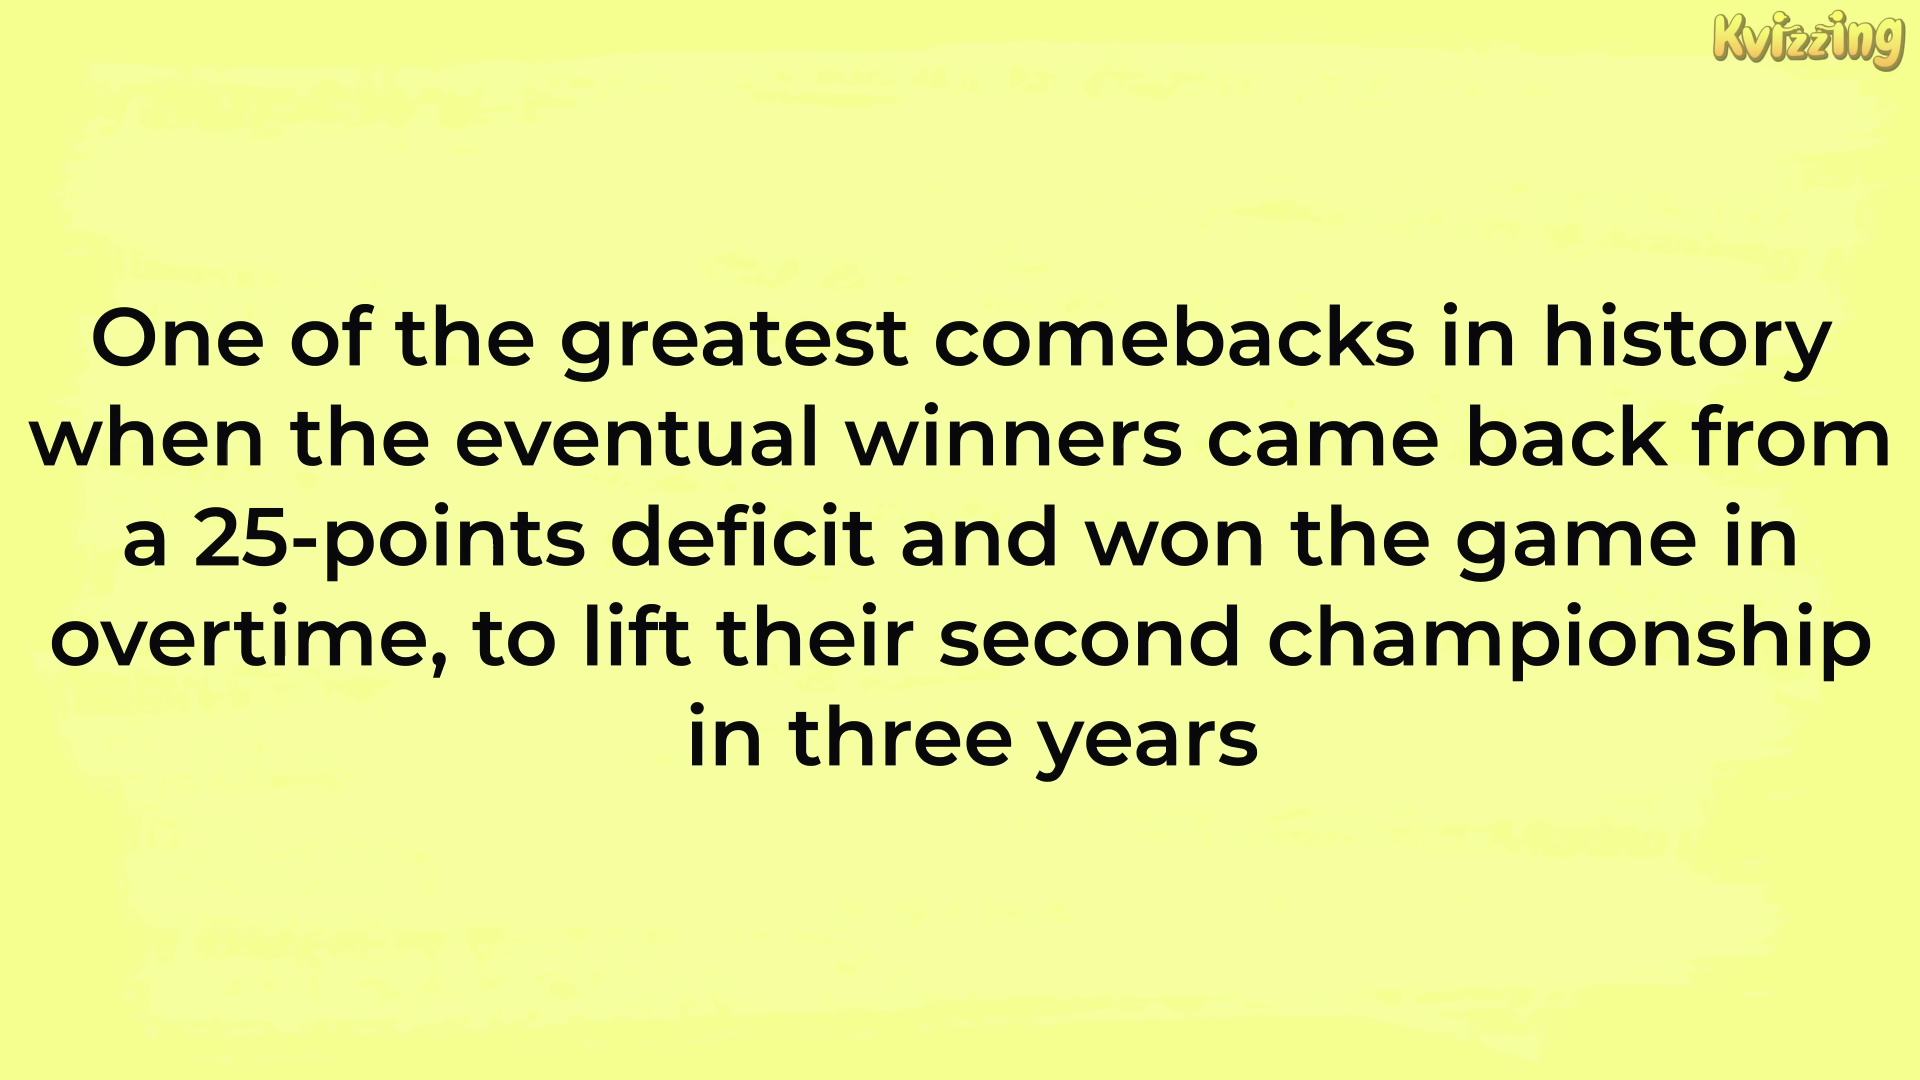 Kvizzing
One of the greatest comebacks in history
when the eventual winners came back from
a 25-points deficit and won the game in
overtime, to lift their second championship
in three years